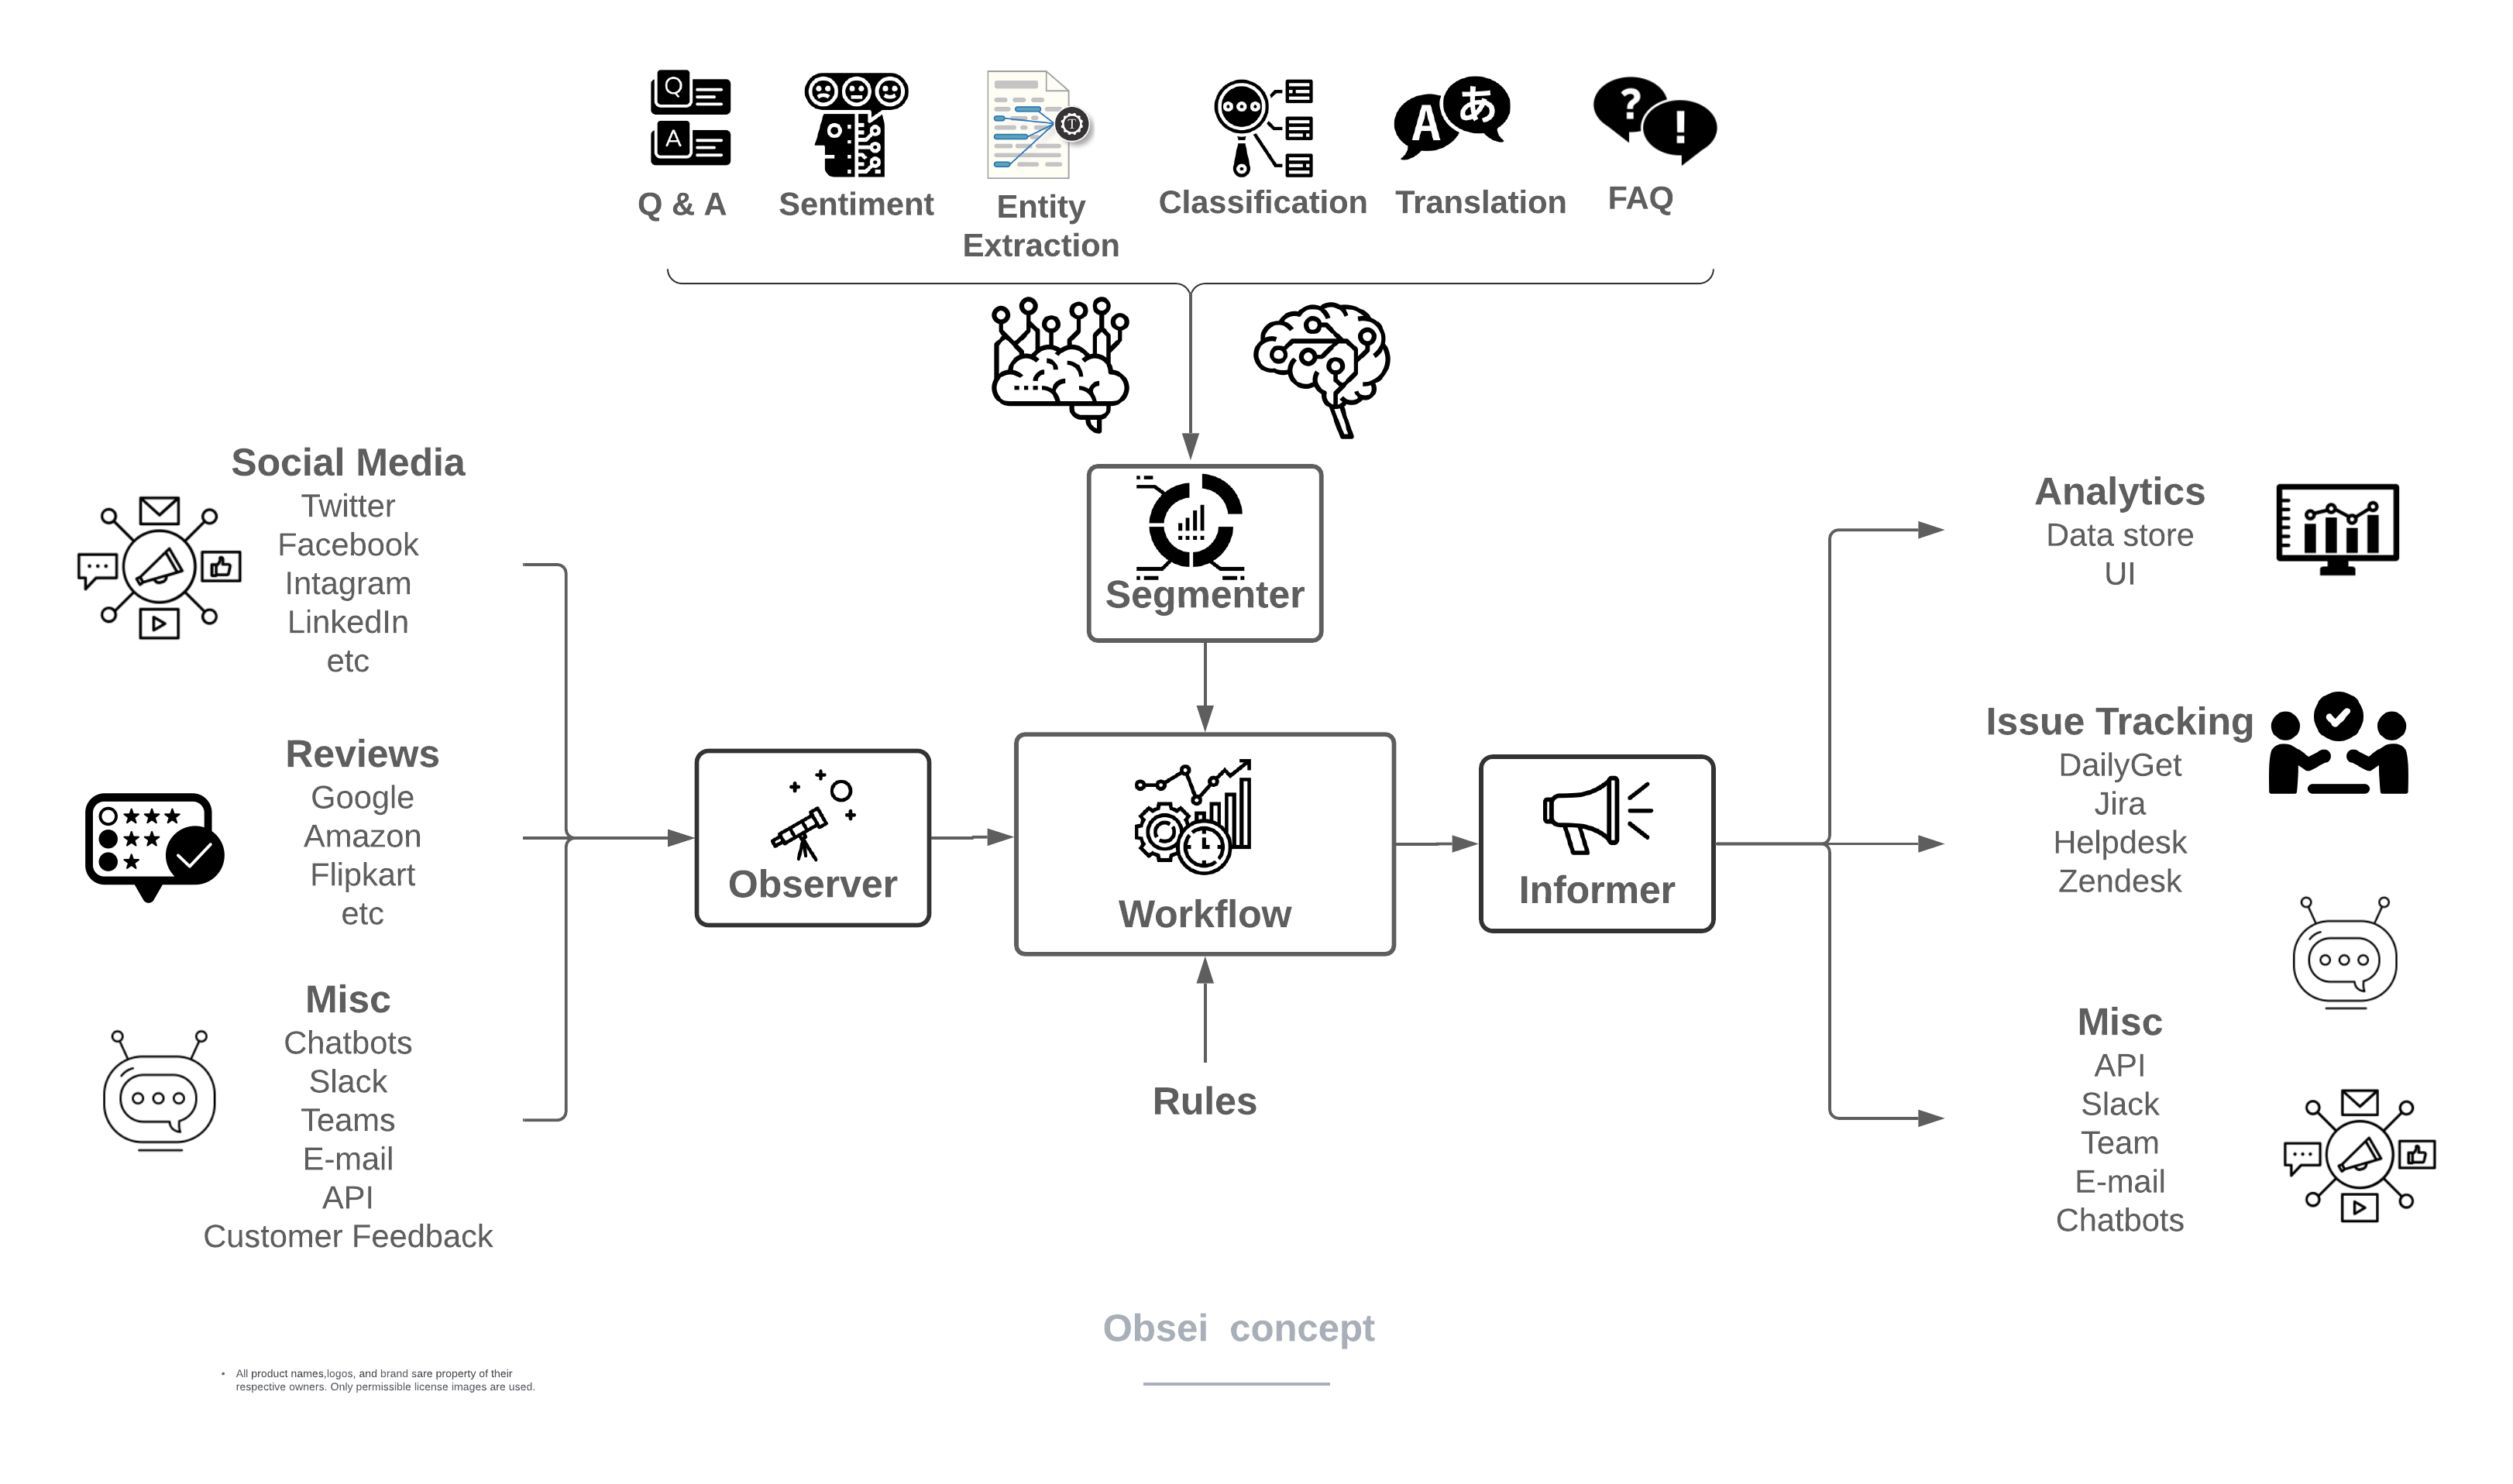 Q
A
A
あ
?
!
T
Q & A
Sentiment
Entity
Extraction
Classification
Translation
FAQ
Social Media
Twitter
Facebook
Intagram
LinkedIn
etc
Reviews
Google
Amazon
Flipkart
etc
Misc
Chatbots
Slack
Teams
E-mail
API
Customer Feedback
Segmenter
Observer
Workflow
Informer
Rules
Analytics
Data store
UI
Issue Tracking
DailyGet
Jira
Helpdesk
Zendesk
Misc
API
Slack
Team
E-mail
Chatbots
Obsei concept
• All product names,logos, and brand sare property of their
respective owners. Only permissible license images are used.